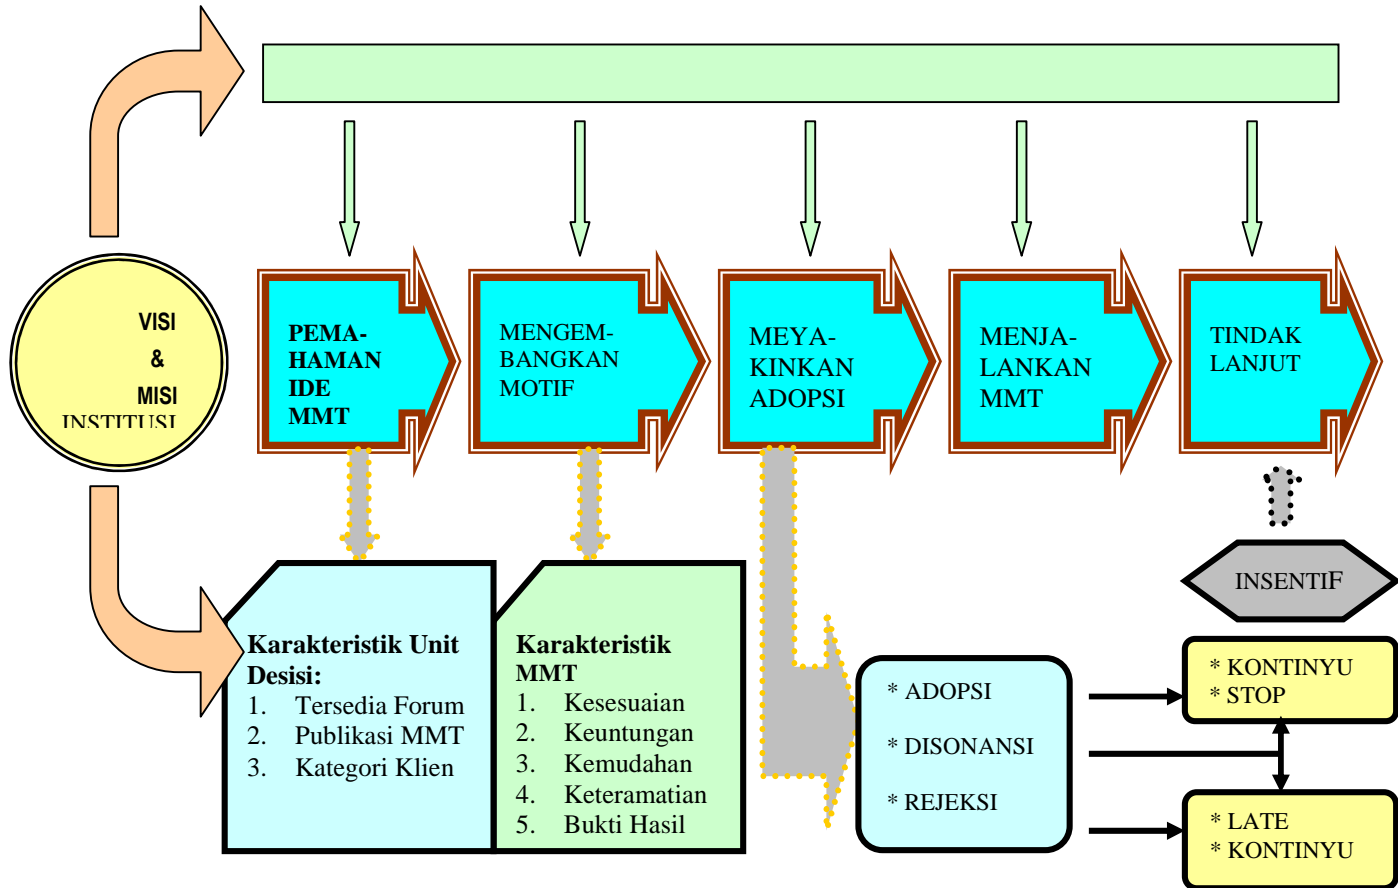 VISI
&
MISI
INSTITUSI
PEMA-
HAMAN
IDE
MMT
MENGEM-
BANGKAN
MOTIF
MEYA-
KINKAN
ADOPSI
MENJA-
LANKAN
MMT
TINDAK
LANJUT
INSENTIF
Karakteristik Unit
Desisi:
1. Tersedia Forum
2. Publikasi MMT
3. Kategori Klien
Karakteristik
MMT
1. Kesesuaian
2. Keuntungan
3. Kemudahan
4. Keteramatian
5. Bukti Hasil
* ADOPSI
* DISONANSI
* REJEKSI
* KONTINYU
* STOP
* LATE
* KONTINYU